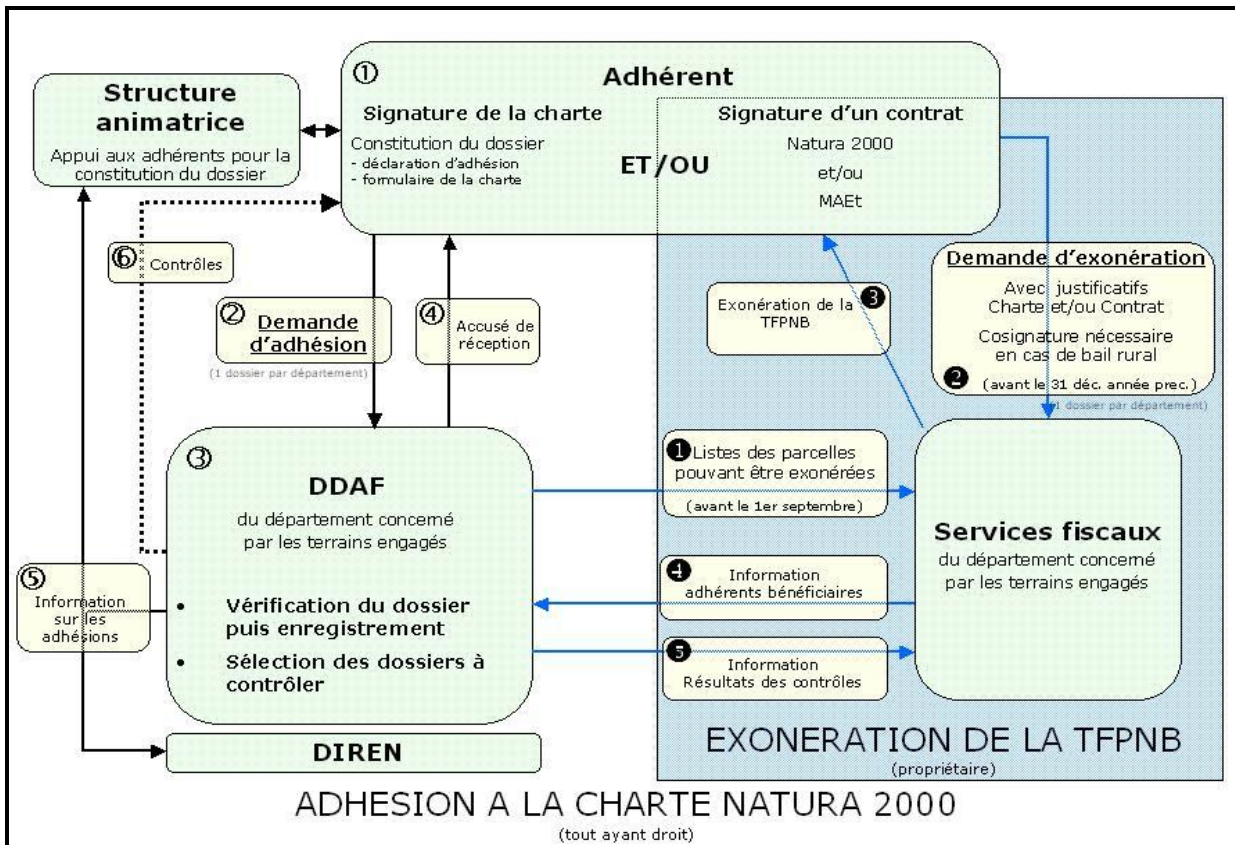 ①
Adhérent
Structure
animatrice
Appui aux adhérents pour la
constitution du dossier
Signature de la charte
Constitution du dossier
- déclaration d'adhésion
- formulaire de la charte
ET/OU
Signature d'un contrat
Natura 2000
et/ou
MAEt
⑥ Contrôles
② Demande
d'adhésion
(1 dossier par département)
④ Accusé de
réception
Exonération de la ❸
TFPNB
Demande d'exonération
Avec justificatifs
Charte et/ou Contrat
Cosignature nécessaire
en cas de bail rural
❷ (avant le 31 déc. année prec.)
(1 dossier par département)
③
DDAF
du département concerné
par les terrains engagés
• Vérification du dossier
puis enregistrement
• Sélection des dossiers à
contrôler
❶ Listes des parcelles
pouvant être exonérées
(avant le 1er septembre)
Services fiscaux
du département concerné
par les terrains engagés
❹ Information
adhérents bénéficiaires
❺ Information
Résultats des contrôles
⑤
Information
sur les
adhésions
DIREN
EXONERATION DE LA TFPNB
(propriétaire)
ADHESION A LA CHARTE NATURA 2000
(tout ayant droit)